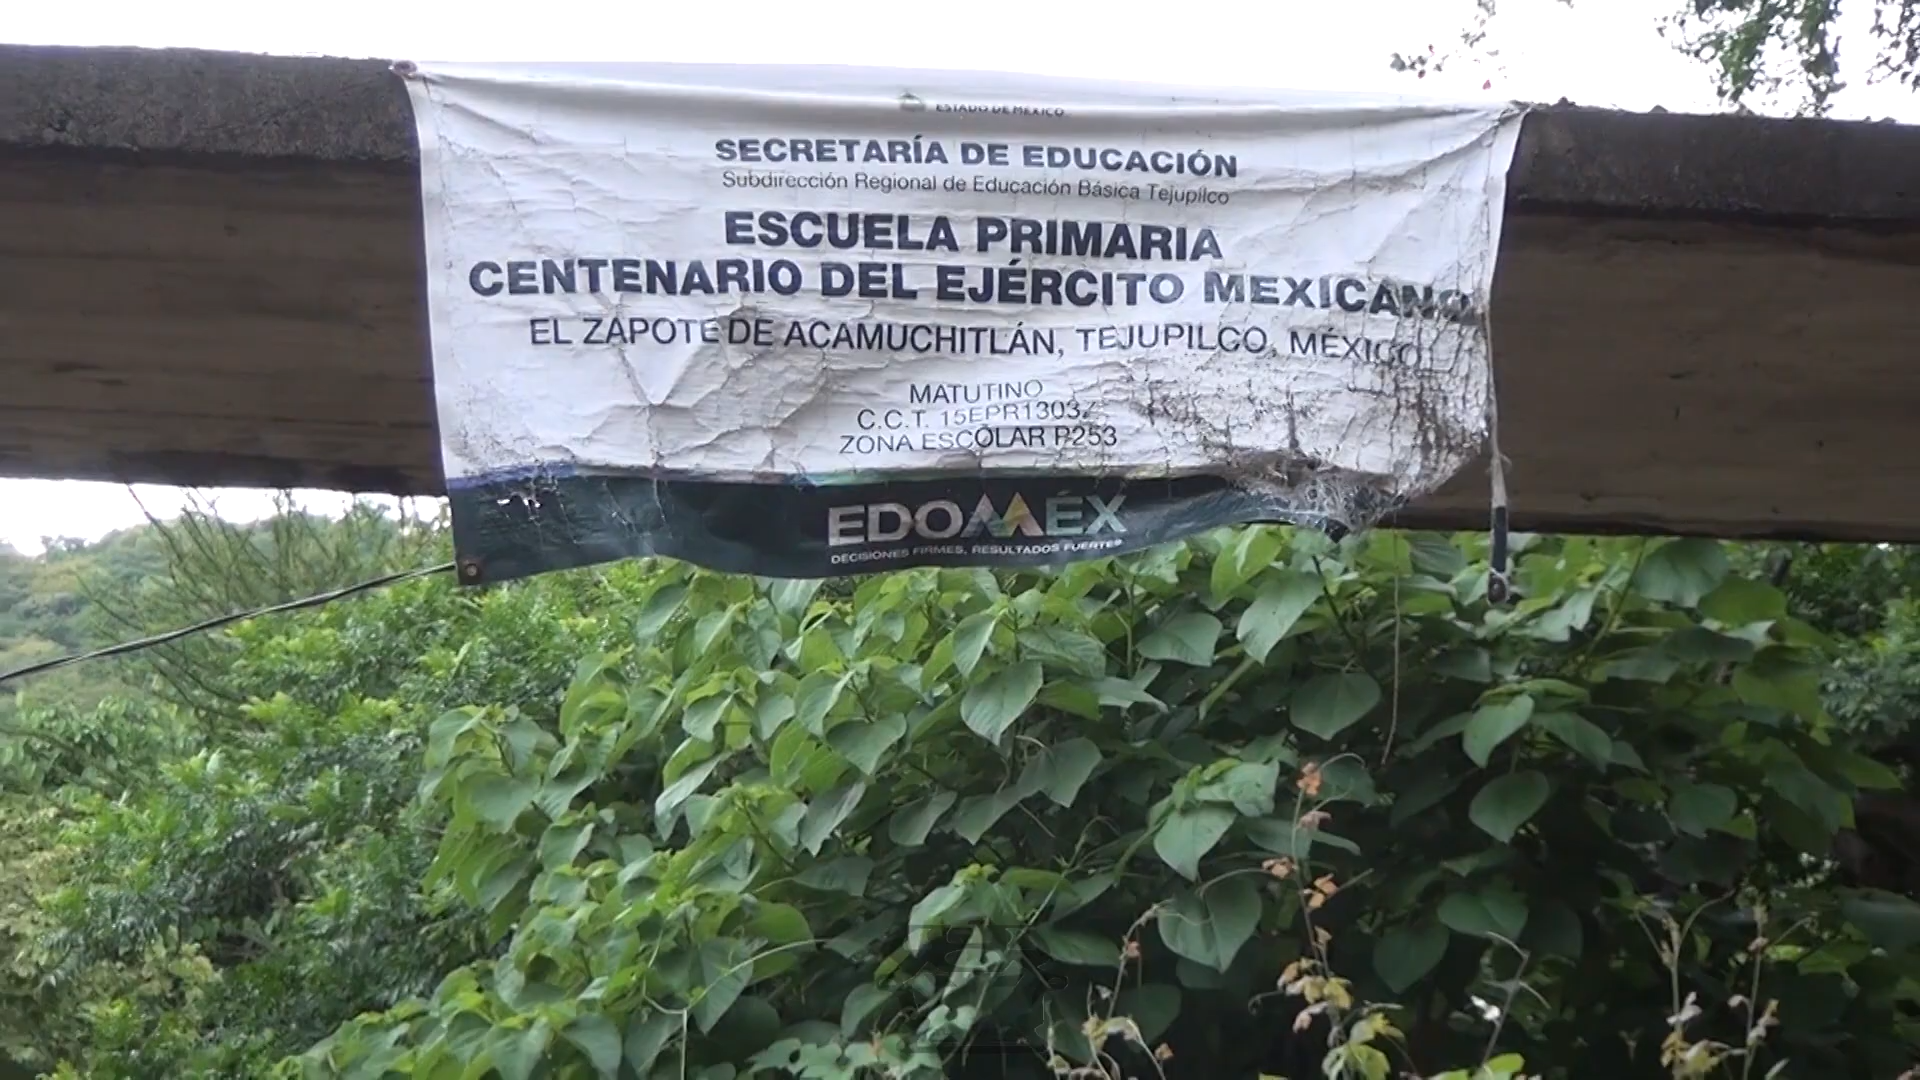 ESTADO DE MÉXICO
SECRETARÍA DE EDUCACIÓN
Subdirección Regional de Educación Básica Tejupilco
ESCUELA PRIMARIA
CENTENARIO DEL EJÉRCITO MEXICANO
EL ZAPOTE DE ACAMUCHITLÁN, TEJUPILCO, MÉXICO
MATUTINO
C.C.T.
ZONA ESCOLAR P253
EDOMÉX
DECISIONES FIRMES, RESULTADOS FUERTES